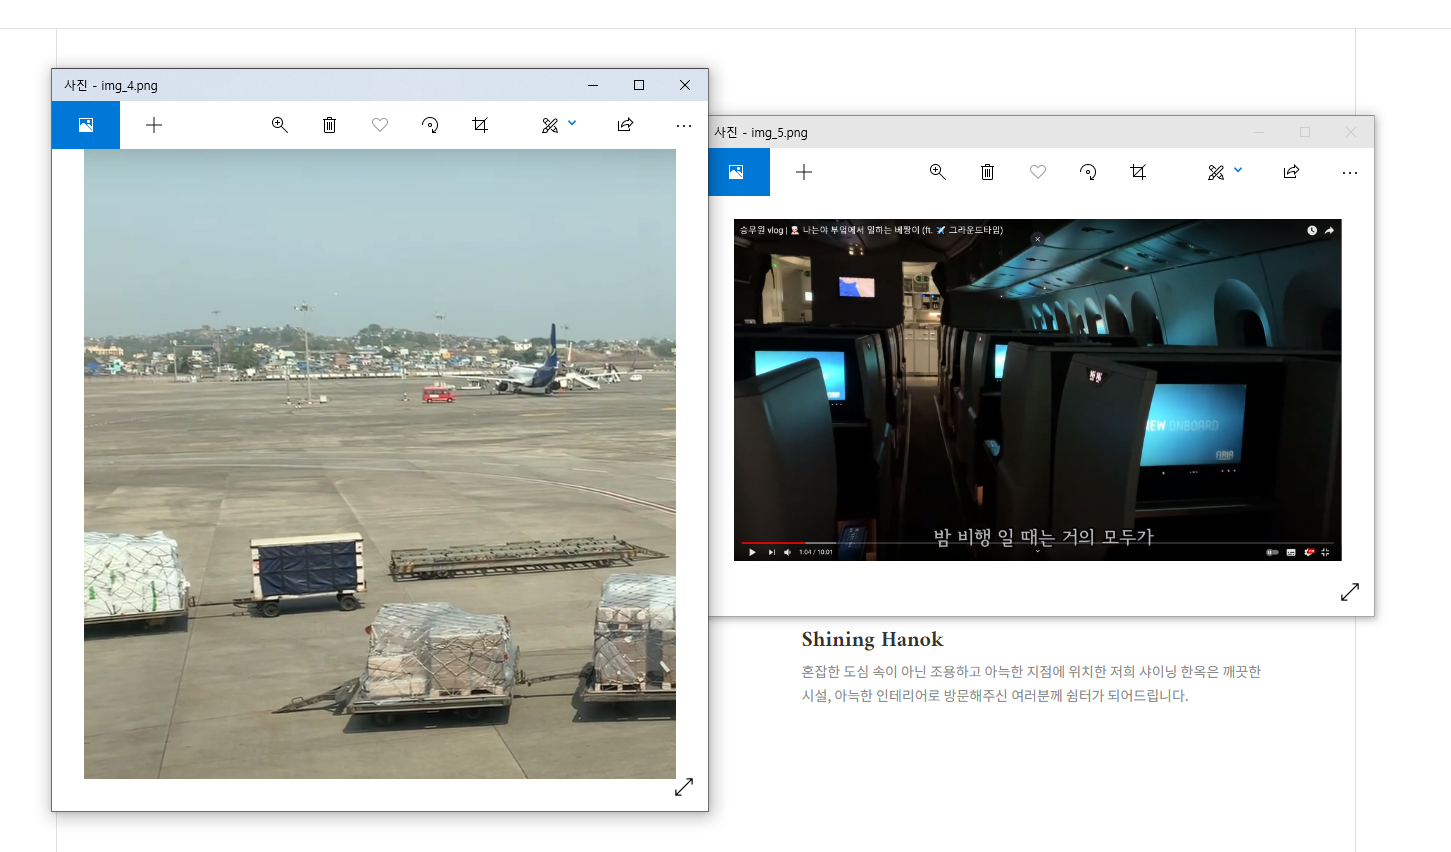 사진 - img_4.png
사진 - img_5.png
승무원 vlog | 나는야 부엌에서 일하는 베짱이 (ft. ✈ 그라운드타임)
IEW ONBOARD
밤 비행 일 때는 거의 모두가
1:04 / 10:01
Shining Hanok
혼잡한 도심 속이 아닌 조용하고 아늑한 지점에 위치한 저희 샤이닝 한옥은 깨끗한
시설, 아늑한 인테리어로 방문해주신 여러분께 쉼터가 되어드립니다.